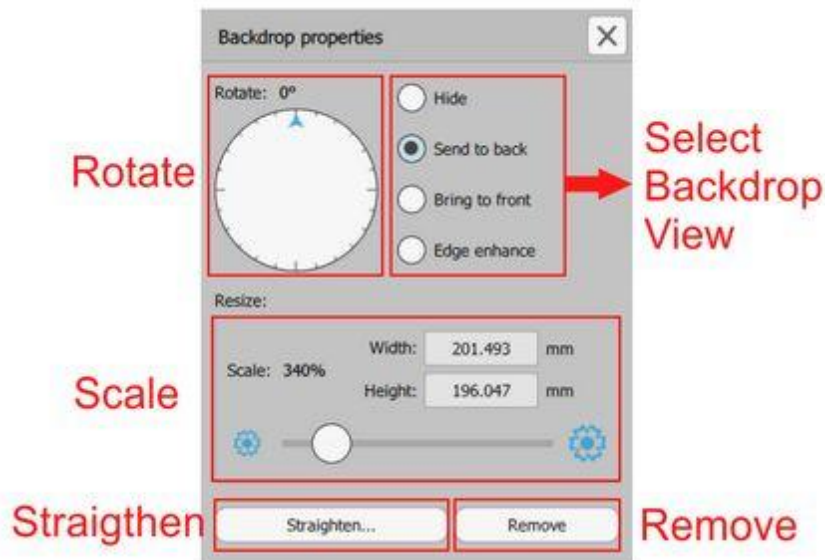 Backdrop properties
Rotate: 0°
Hide
Send to back
Bring to front
Edge enhance
Rotate
Select
Backdrop
View
Resize:
Width: 201.493 mm
Scale: 340%
Height: 196.047 mm
Scale
Straighten...
Remove
Straigthen
Remove